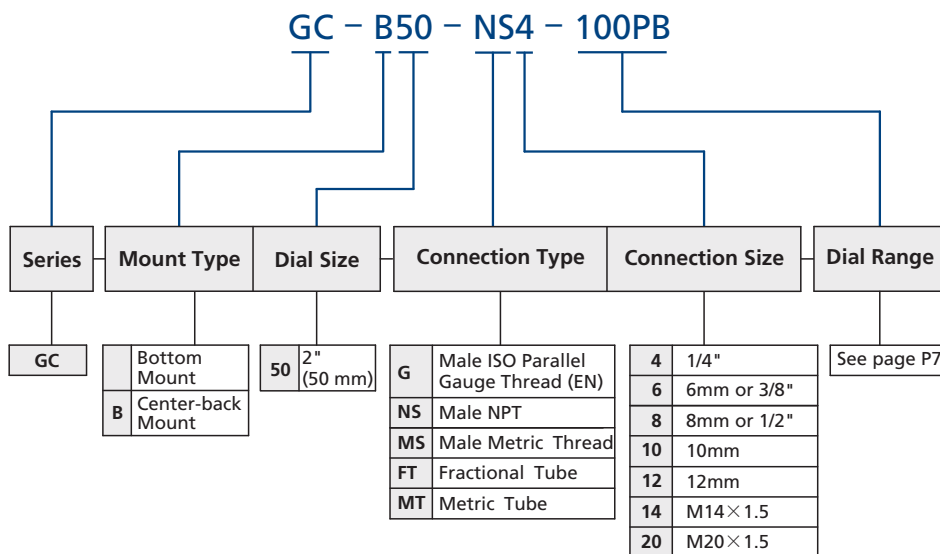 GC – B50 – NS4 – 100PB
Series
Mount Type
Dial Size
Connection Type
Connection Size
Dial Range
GC
Bottom
Mount
B Center-back
Mount
50 2"
(50 mm)
G Male ISO Parallel
Gauge Thread (EN)
NS Male NPT
MS Male Metric Thread
FT Fractional Tube
MT Metric Tube
4 1/4"
6 6mm or 3/8"
8 8mm or 1/2"
10 10mm
12 12mm
14 M14×1.5
20 M20×1.5
See page P7